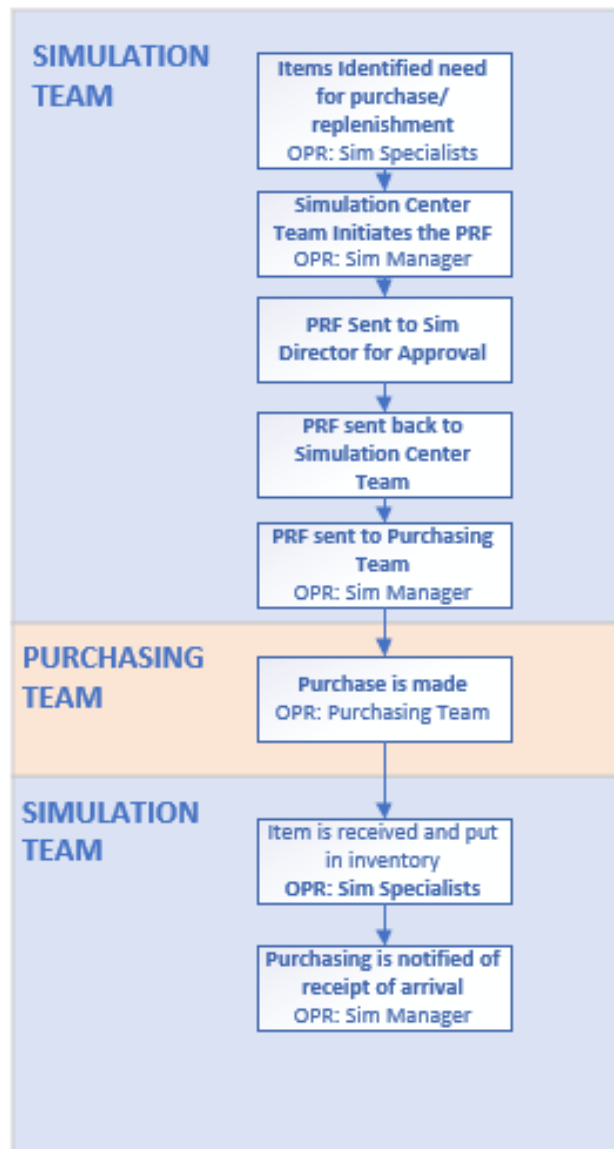 SIMULATION
TEAM
Items Identified need
for purchase/
replenishment
OPR: Sim Specialists
Simulation Center
Team Initiates the PRF
OPR: Sim Manager
PRF Sent to Sim
Director for Approval
PRF sent back to
Simulation Center
Team
PRF sent to Purchasing
Team
OPR: Sim Manager
PURCHASING
TEAM
Purchase is made
OPR: Purchasing Team
SIMULATION
TEAM
Item is received and put
in inventory
OPR: Sim Specialists
Purchasing is notified of
receipt of arrival
OPR: Sim Manager